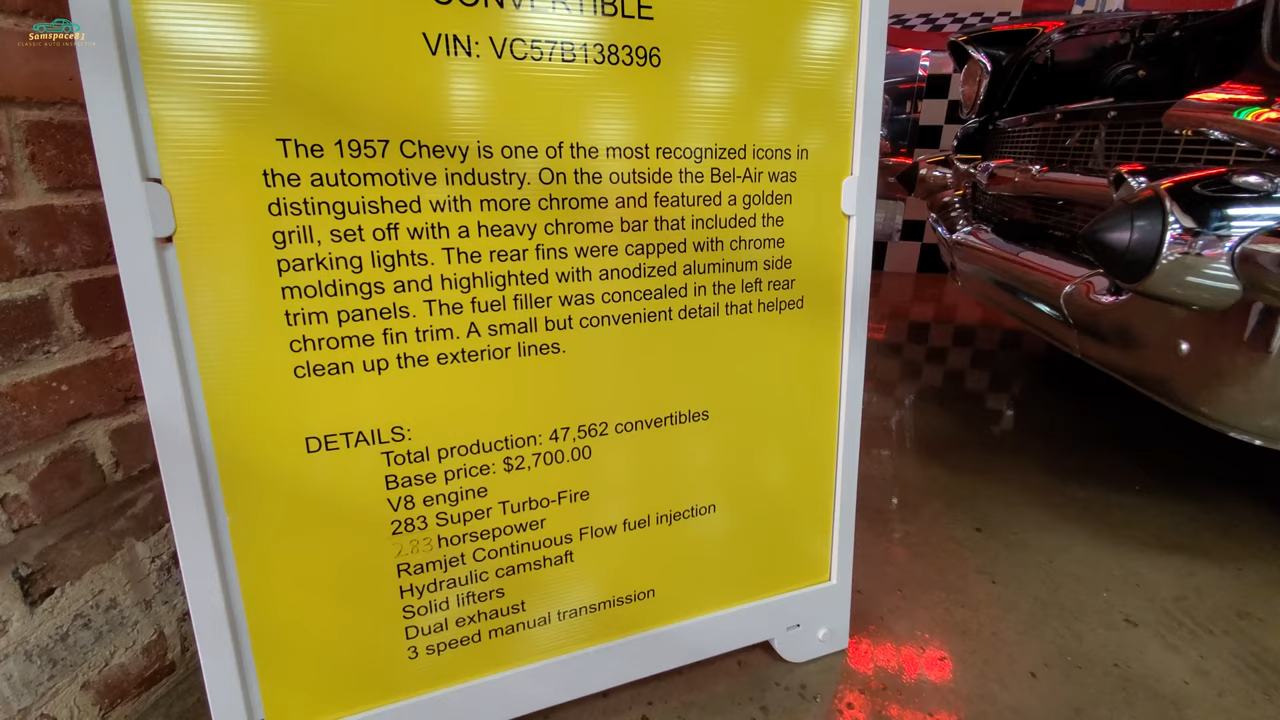 Samspace81
CLASSIC AUTO INSPECTOR
CONVERTIBLE
VIN: VC57B138396
The 1957 Chevy is one of the most recognized icons in
the automotive industry. On the outside the Bel-Air was
distinguished with more chrome and featured a golden
grill, set off with a heavy chrome bar that included the
parking lights. The rear fins were capped with chrome
moldings and highlighted with anodized aluminum side
trim panels. The fuel filler was concealed in the left rear
chrome fin trim. A small but convenient detail that helped
clean up the exterior lines.
DETAILS:
Total production: 47,562 convertibles
Base price: $2,700.00
V8 engine
283 Super Turbo-Fire
283 horsepower
Ramjet Continuous Flow fuel injection
Hydraulic camshaft
Solid lifters
Dual exhaust
3 speed manual transmission